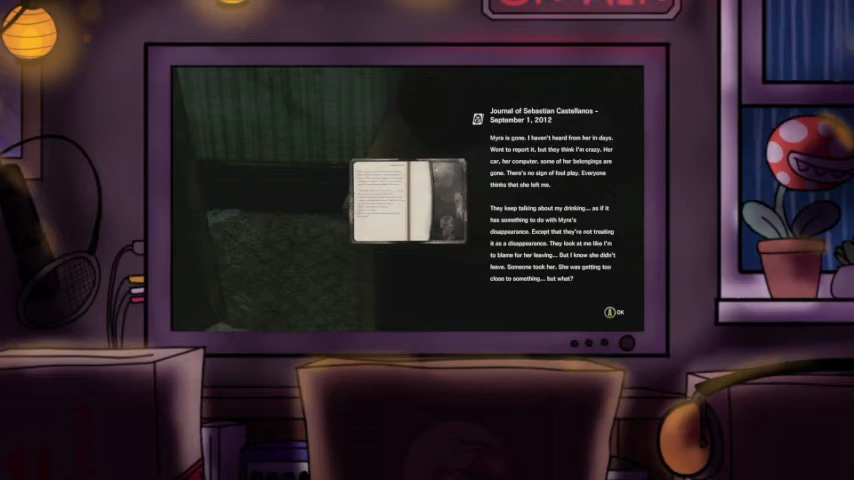 Journal of Sebastian Castellanos -
September 1, 2012
Myra is gone. I haven't heard from her in days.
Went to report it, but they think I'm crazy. Her
car, her computer, some of her belongings are
gone. There's no sign of foul play. Everyone
thinks that she left me.
They keep talking about my drinking... as if it
has something to do with Myra's
disappearance. Except that they're not treating
it as a disappearance. They look at me like I'm
to blame for her leaving... But I know she didn't
leave. Someone took her. She was getting too
close to something... but what?
OK